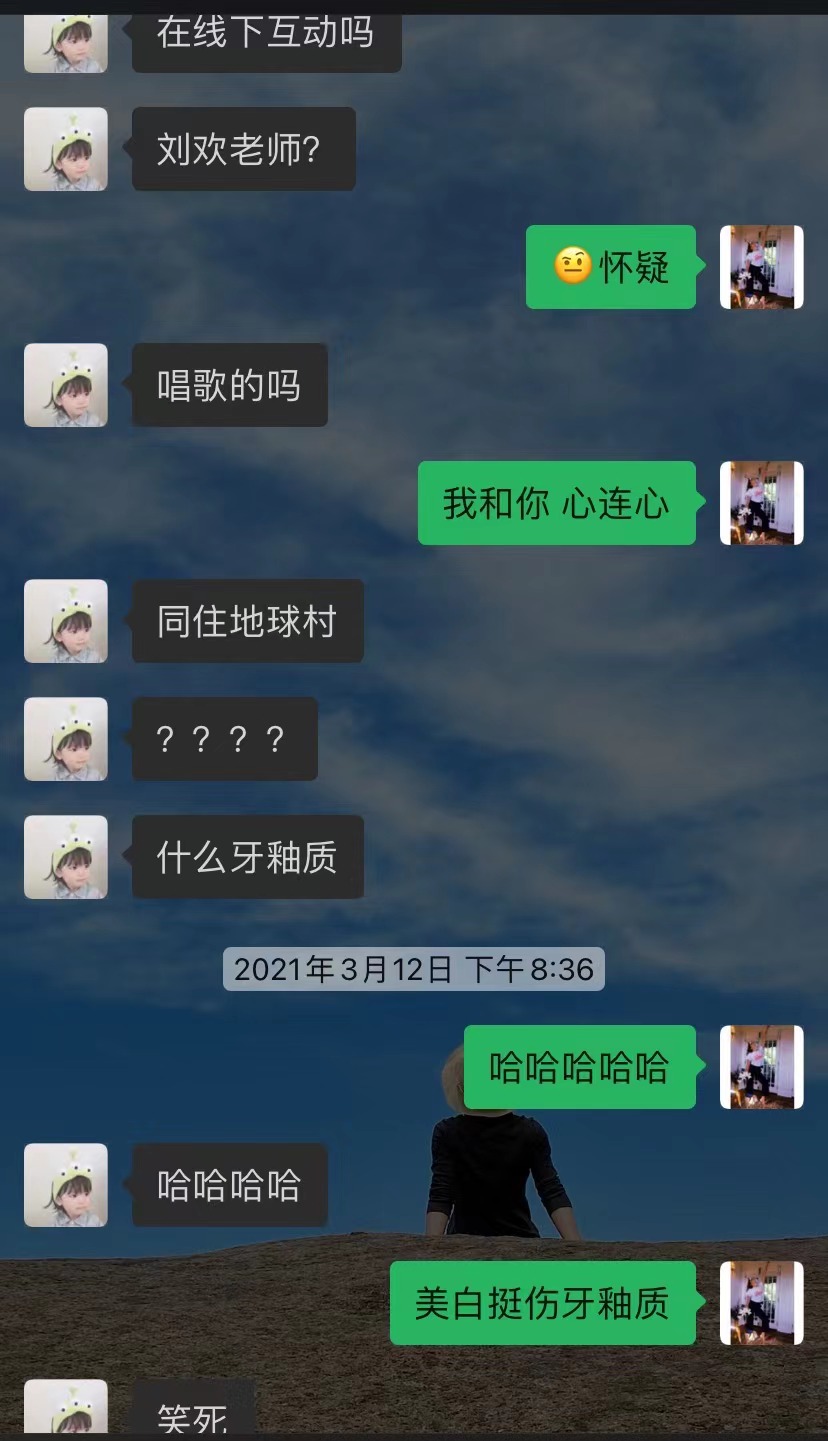 在线下互动吗
刘欢老师？
🤨怀疑
唱歌的吗
我和你 心连心
同住地球村
？？？？
什么牙釉质
2021年3月12日 下午8:36
哈哈哈哈哈
哈哈哈哈
美白挺伤牙釉质
笑死